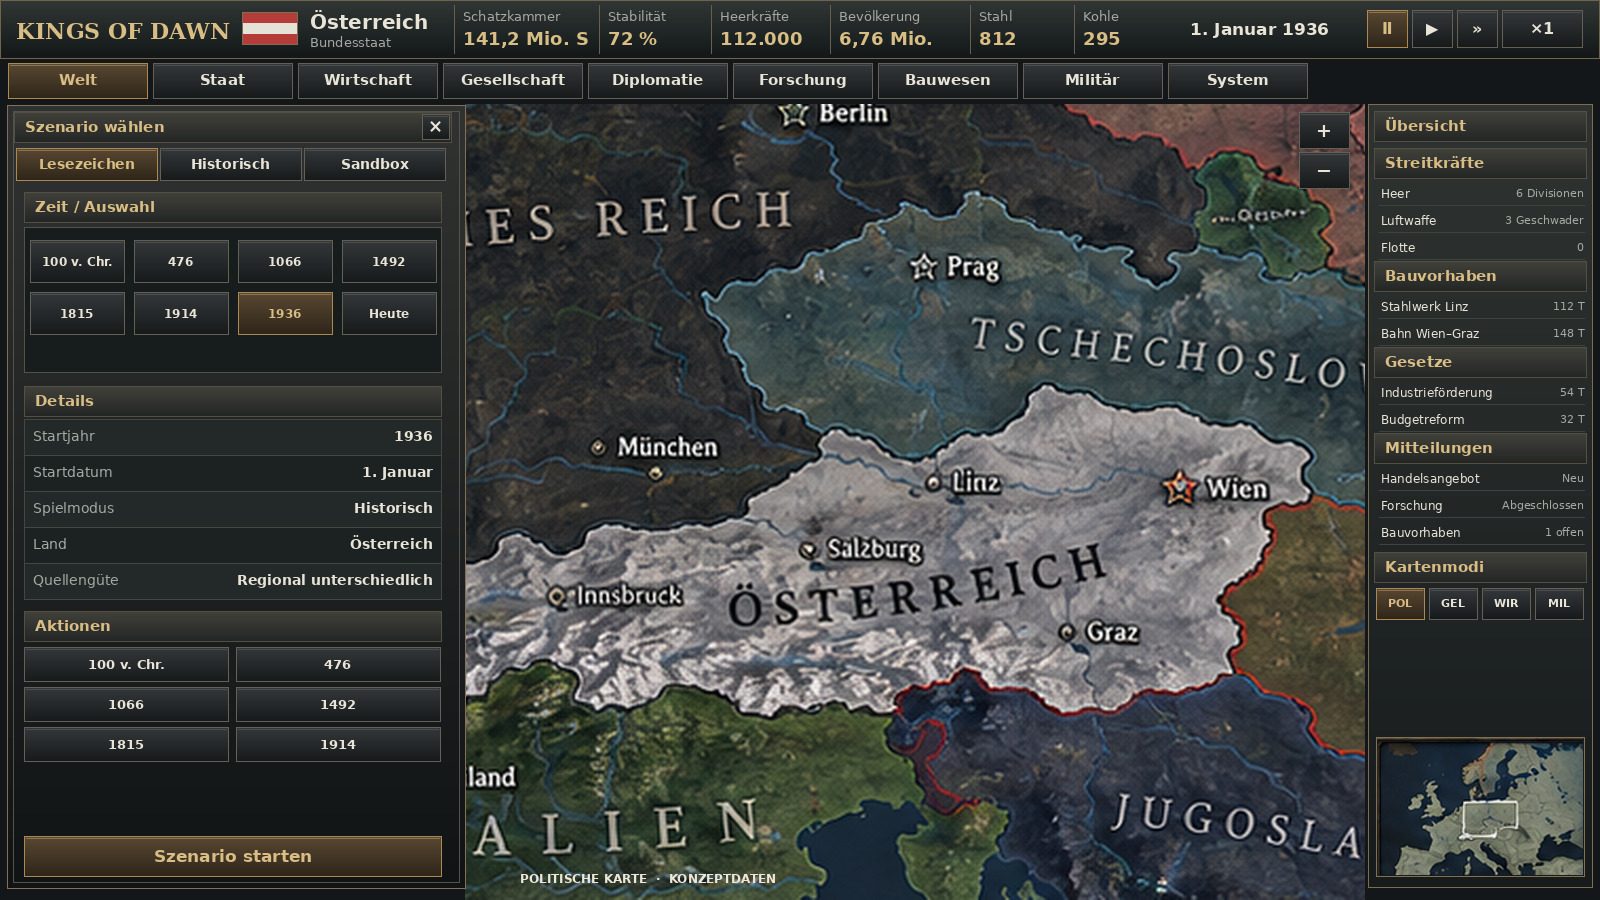 KINGS OF DAWN
Österreich
Bundesstaat
Schatzkammer
141,2 Mio. S
Stabilität
72 %
Heerkräfte
112.000
Bevölkerung
6,76 Mio.
Stahl
812
Kohle
295
1. Januar 1936
II
▶
»
×1
Welt
Staat
Wirtschaft
Gesellschaft
Diplomatie
Forschung
Bauwesen
Militär
System
Szenario wählen
×
Lesezeichen
Historisch
Sandbox
Zeit / Auswahl
100 v. Chr.
476
1066
1492
1815
1914
1936
Heute
Details
Startjahr 1936
Startdatum 1. Januar
Spielmodus Historisch
Land Österreich
Quellengüte Regional unterschiedlich
Aktionen
100 v. Chr.
476
1066
1492
1815
1914
Szenario starten
Berlin
+
−
IES REICH
Prag
TSCHECHOSLOV
München
Linz
Wien
Salzburg
Innsbruck
ÖSTERREICH
Graz
land
ALIEN
JUGOSLA
POLITISCHE KARTE · KONZEPTDATEN
Übersicht
Streitkräfte
Heer 6 Divisionen
Luftwaffe 3 Geschwader
Flotte 0
Bauvorhaben
Stahlwerk Linz 112 T
Bahn Wien–Graz 148 T
Gesetze
Industrieförderung 54 T
Budgetreform 32 T
Mitteilungen
Handelsangebot Neu
Forschung Abgeschlossen
Bauvorhaben 1 offen
Kartenmodi
POL
GEL
WIR
MIL